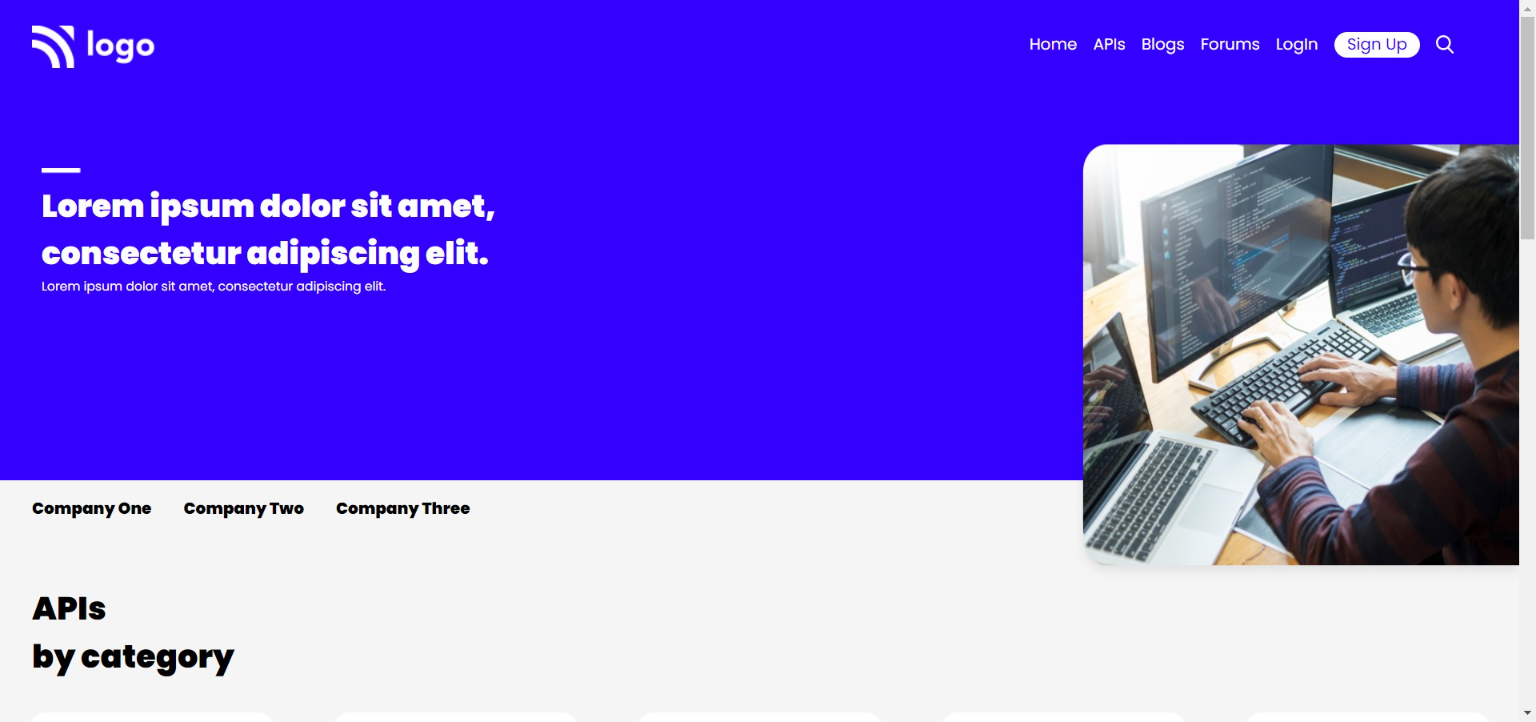 logo
Home APIs Blogs Forums LogIn Sign Up
Lorem ipsum dolor sit amet,
consectetur adipiscing elit.
Lorem ipsum dolor sit amet, consectetur adipiscing elit.
Company One Company Two Company Three
APIs
by category